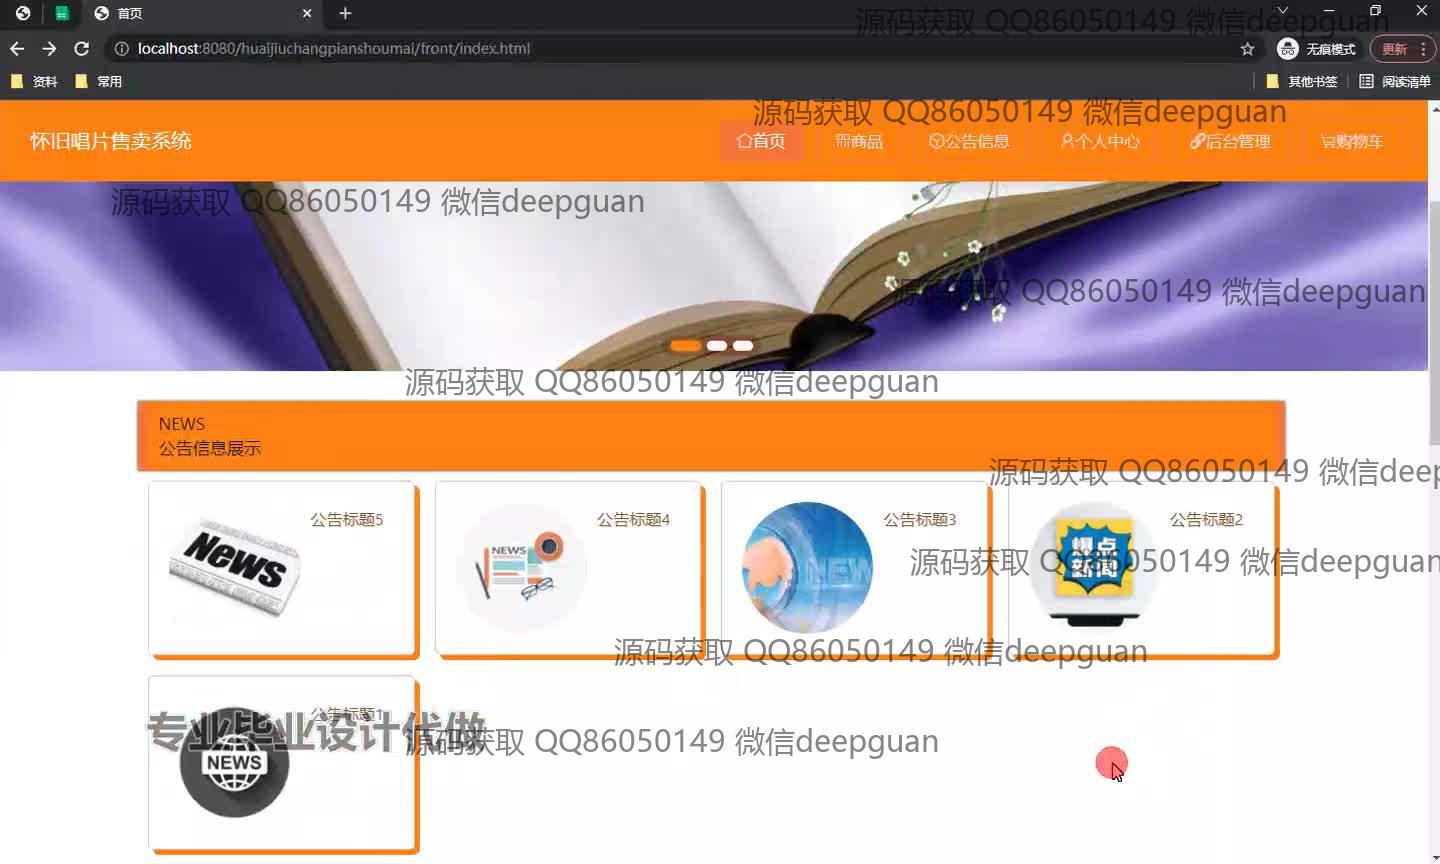 首页
localhost:8080/huaijiuchangpianshoumai/front/index.html
无痕模式
更新
资料
常用
其他书签
阅读清单
源码获取 QQ86050149 微信deepguan
源码获取 QQ86050149 微信deepguan
怀旧唱片售卖系统
首页
商品
公告信息
个人中心
后台管理
购物车
源码获取 QQ86050149 微信deepguan
源码获取 QQ86050149 微信deepguan
源码获取 QQ86050149 微信deepguan
NEWS
公告信息展示
源码获取 QQ86050149 微信deep
公告标题5
公告标题4
公告标题3
公告标题2
News
NEWS
NEW
爆点
新闻
源码获取 QQ86050149 微信deepguan
源码获取 QQ86050149 微信deepguan
公告标题1
专业毕业设计代做
源码获取 QQ86050149 微信deepguan
NEWS